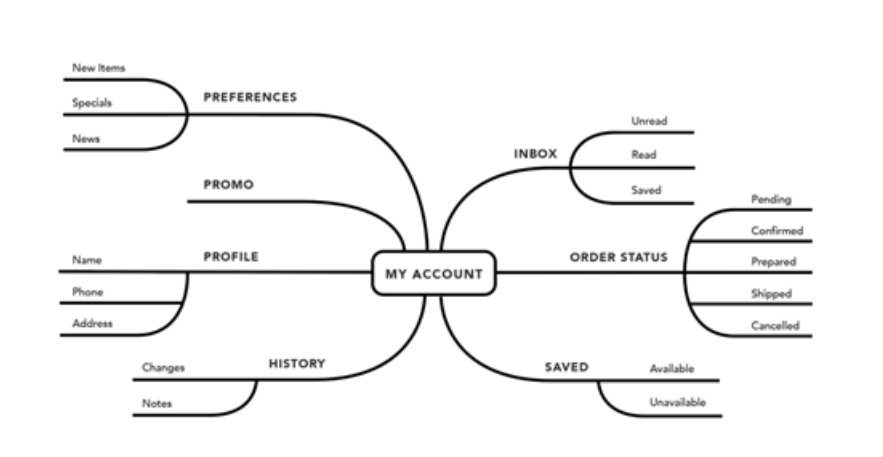 New Items
PREFERENCES
Specials
News
PROMO
PROFILE
Name
Phone
Address
HISTORY
Changes
Notes
MY ACCOUNT
INBOX
Unread
Read
Saved
ORDER STATUS
Pending
Confirmed
Prepared
Shipped
Cancelled
SAVED
Available
Unavailable